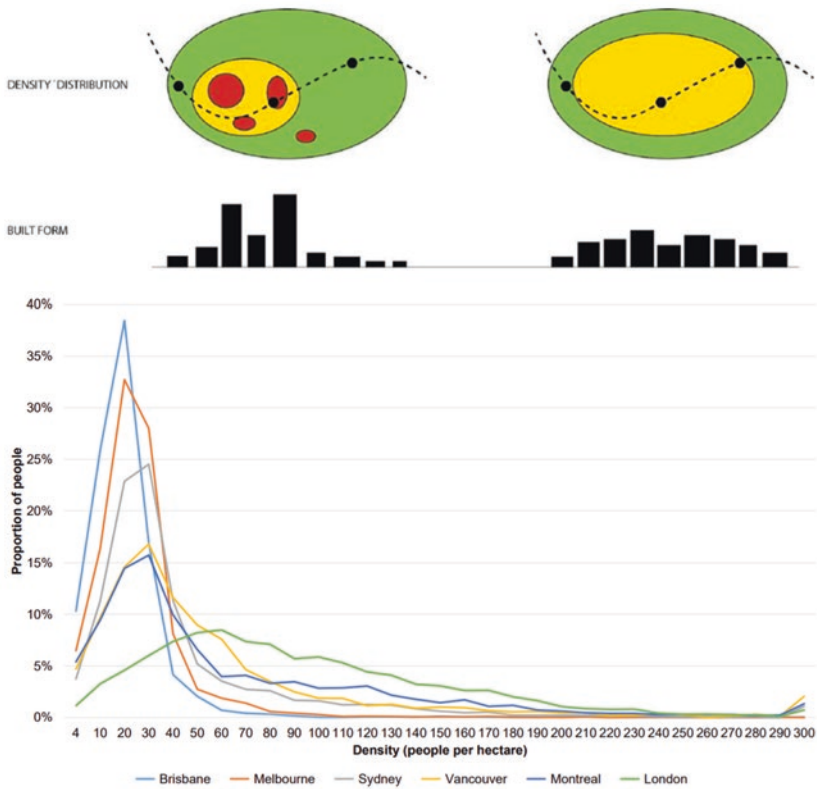 DENSITY DISTRIBUTION
BUILT FORM
40%
35%
30%
25%
20%
15%
10%
5%
0%
Proportion of people
4 10 20 30 40 50 60 70 80 90 100 110 120 130 140 150 160 170 180 190 200 210 220 230 240 250 260 270 280 290 300
Density (people per hectare)
Brisbane Melbourne Sydney Vancouver Montreal London